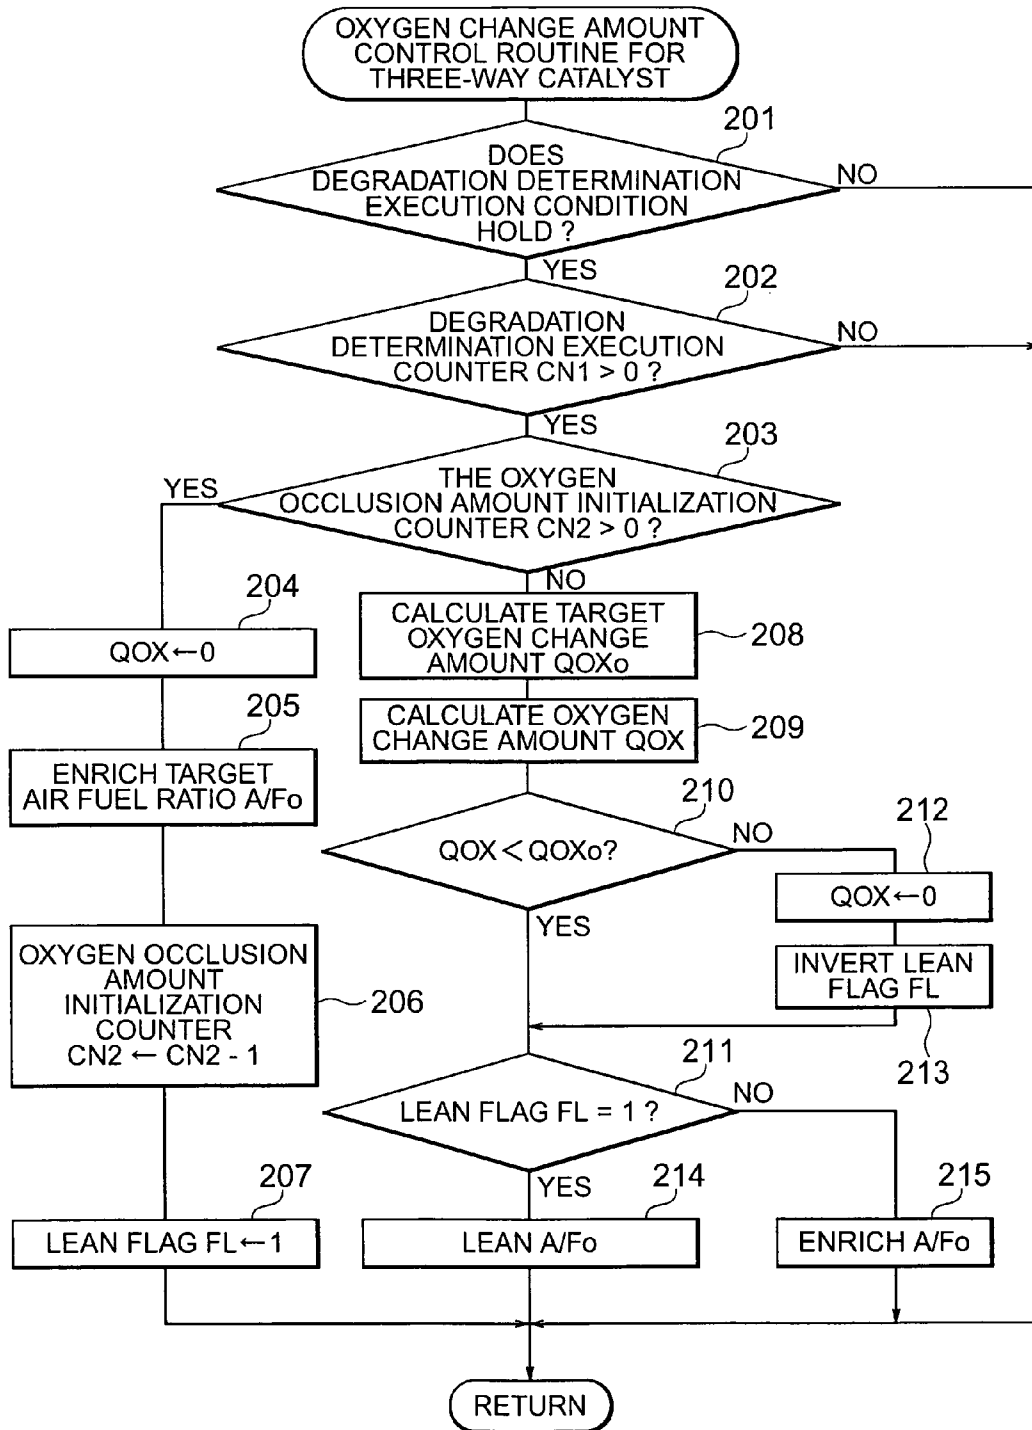 OXYGEN CHANGE AMOUNT
CONTROL ROUTINE FOR
THREE-WAY CATALYST
201
DOES
DEGRADATION DETERMINATION
EXECUTION CONDITION
HOLD ?
NO
YES
202
DEGRADATION
DETERMINATION EXECUTION
COUNTER CN1 > 0 ?
NO
YES
203
THE OXYGEN
OCCLUSION AMOUNT INITIALIZATION
COUNTER CN2 > 0 ?
YES
NO
204
QOX←0
205
ENRICH TARGET
AIR FUEL RATIO A/Fo
OXYGEN OCCLUSION
AMOUNT
INITIALIZATION
COUNTER
CN2 ← CN2 - 1
206
207
LEAN FLAG FL←1
CALCULATE TARGET
OXYGEN CHANGE
AMOUNT QOXo
208
CALCULATE OXYGEN
CHANGE AMOUNT QOX
209
210
QOX < QOXo?
NO
YES
212
QOX←0
INVERT LEAN
FLAG FL
213
211
LEAN FLAG FL = 1 ?
NO
YES
214
LEAN A/Fo
215
ENRICH A/Fo
RETURN